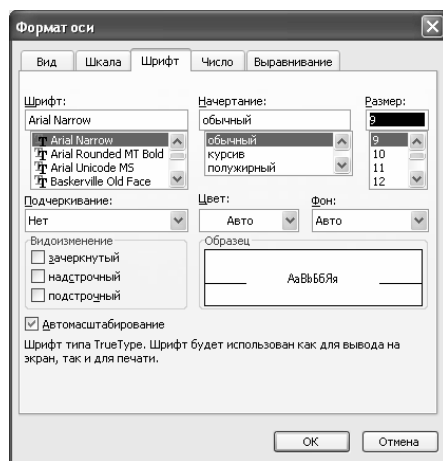 Формат оси
Вид Шкала Шрифт Число Выравнивание
Шрифт: Начертание: Размер:
Arial Narrow обычный 9
Arial Narrow обычный 9
Arial Rounded MT Bold курсив 10
Arial Unicode MS полужирный 11
Baskerville Old Face 12
Подчеркивание: Цвет: Фон:
Нет Авто Авто
Видоизменение Образец
зачеркнутый
надстрочный АаВЬБбЯя
подстрочный
Автомасштабирование
Шрифт типа TrueType. Шрифт будет использован как для вывода на
экран, так и для печати.
ОК Отмена